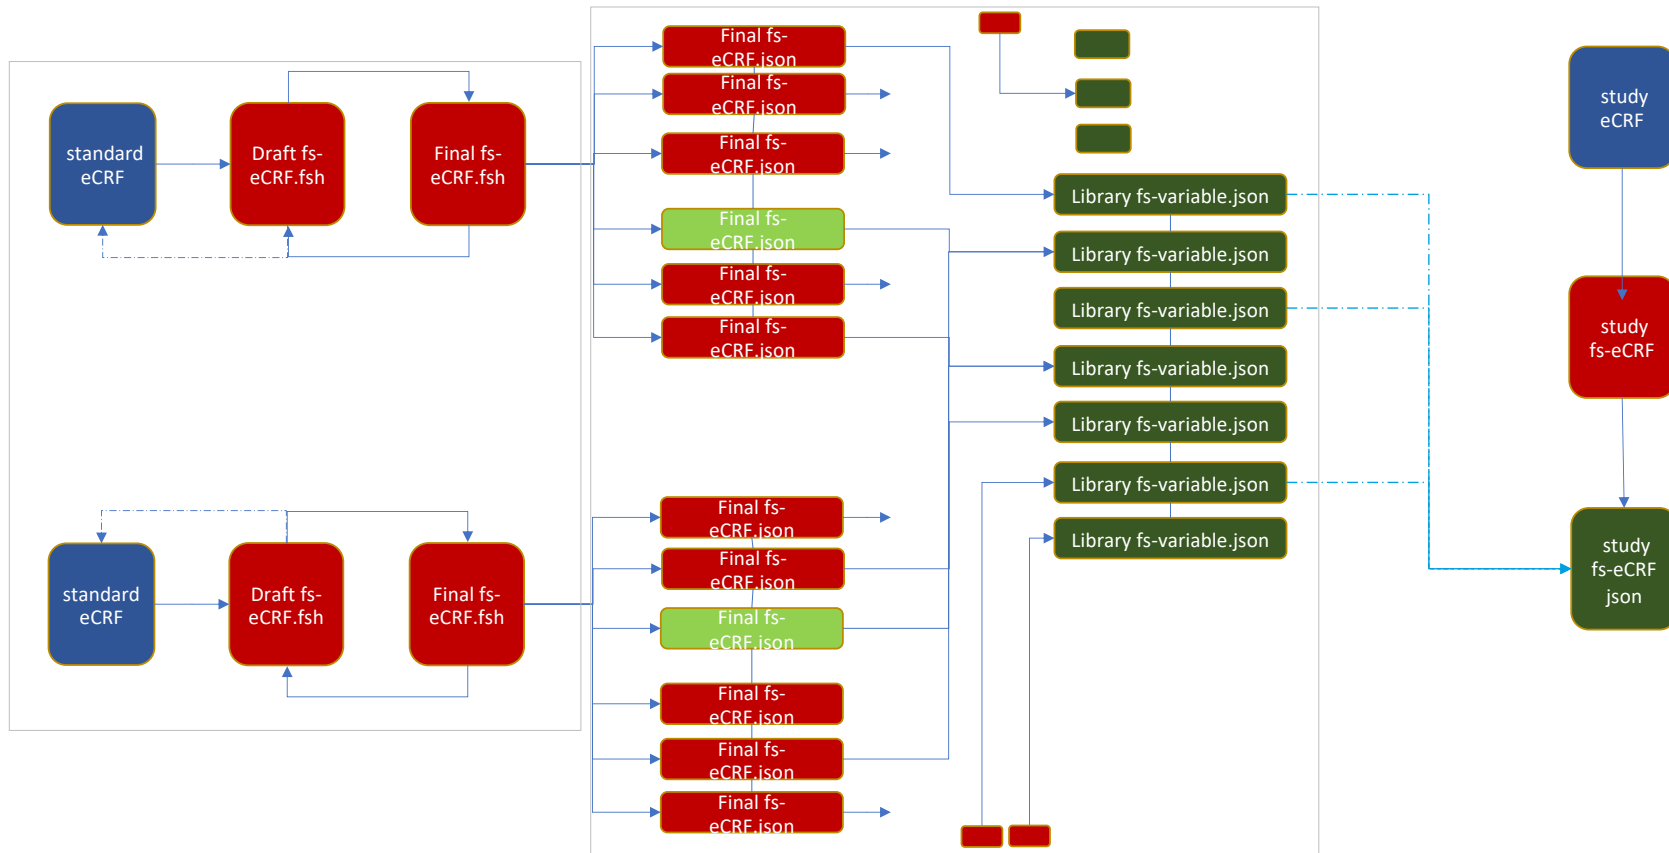 standard
eCRF
Draft fs-
eCRF.fsh
Final fs-
eCRF.fsh
standard
eCRF
Draft fs-
eCRF.fsh
Final fs-
eCRF.fsh
Final fs-
eCRF.json
Final fs-
eCRF.json
Final fs-
eCRF.json
Final fs-
eCRF.json
Final fs-
eCRF.json
Final fs-
eCRF.json
Final fs-
eCRF.json
Final fs-
eCRF.json
Final fs-
eCRF.json
Final fs-
eCRF.json
Final fs-
eCRF.json
Final fs-
eCRF.json
Library fs-variable.json
Library fs-variable.json
Library fs-variable.json
Library fs-variable.json
Library fs-variable.json
Library fs-variable.json
Library fs-variable.json
study
eCRF
study
fs-eCRF
study
fs-eCRF
json